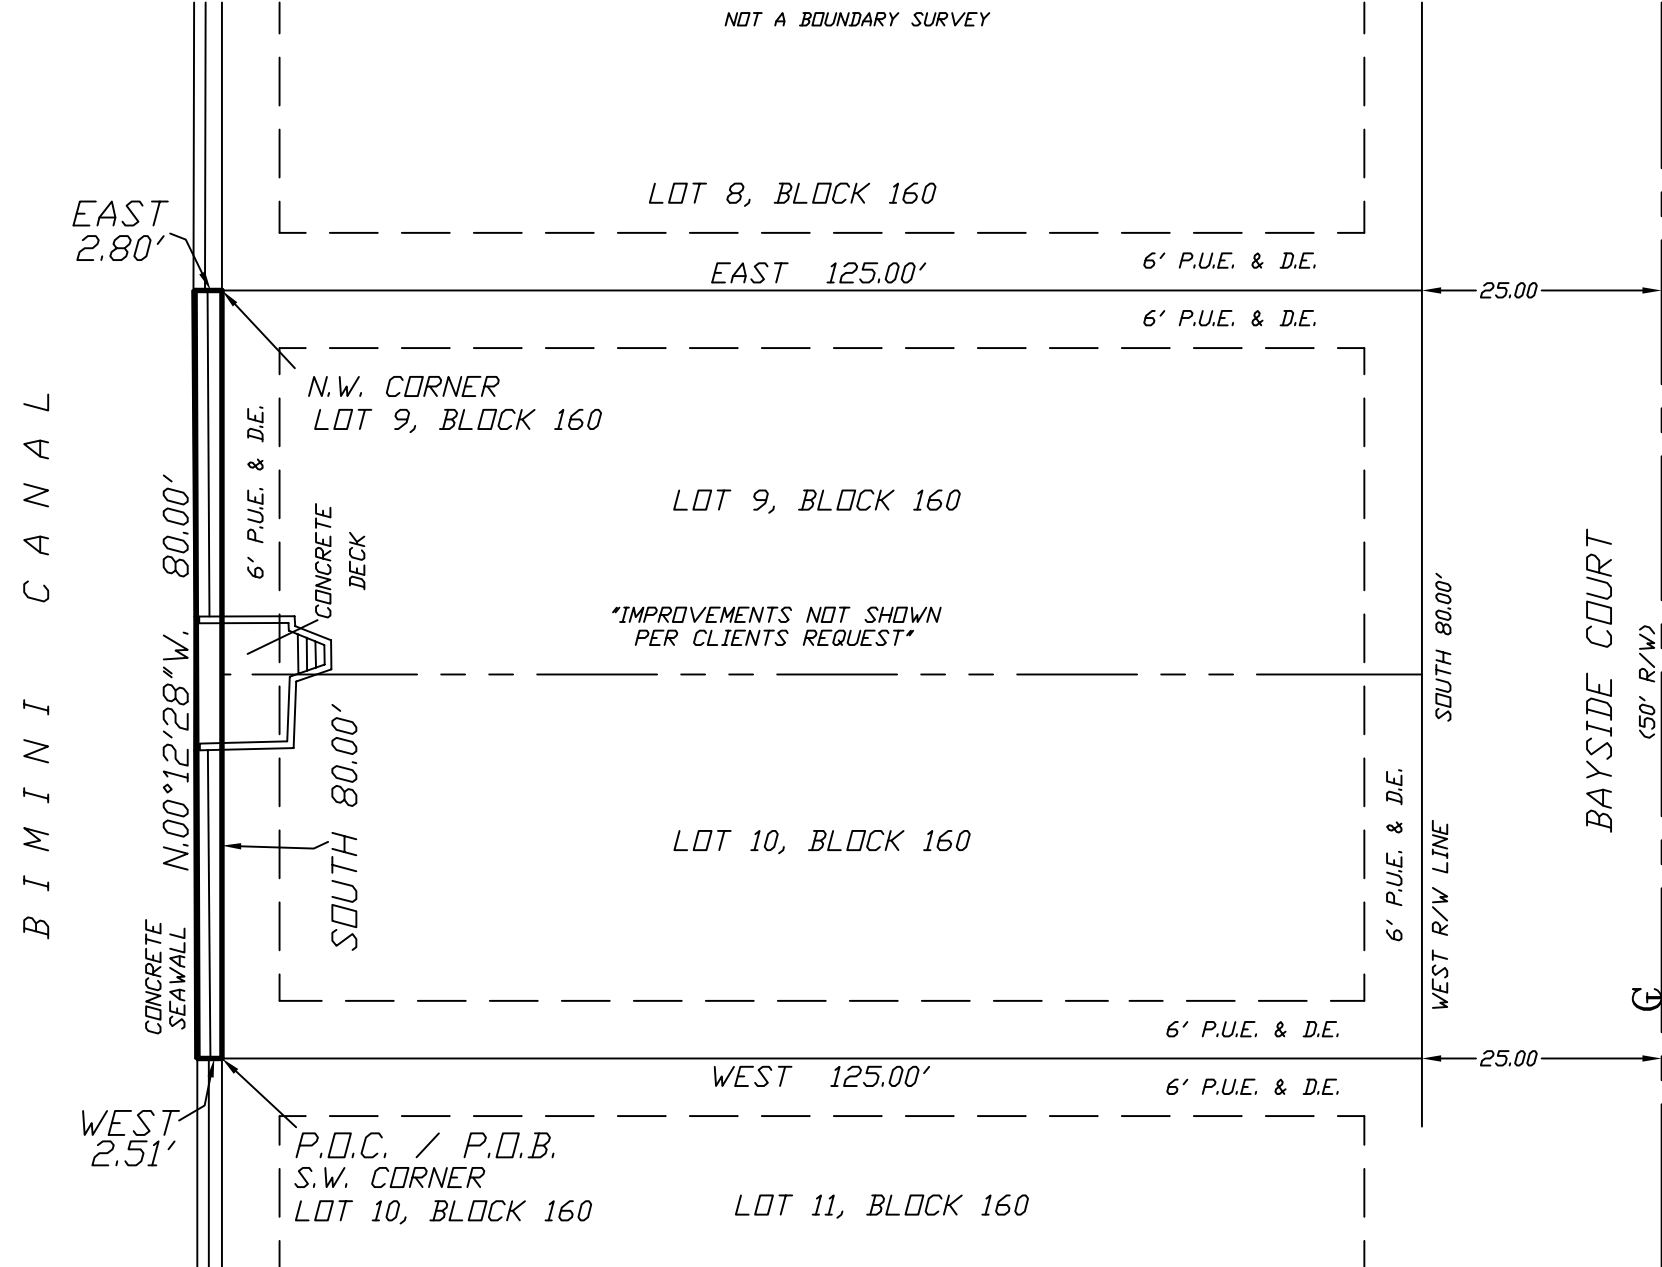 NOT A BOUNDARY SURVEY
LOT 8, BLOCK 160
EAST
2.80'
6' P.U.E. & D.E.
EAST 125.00'
25.00
6' P.U.E. & D.E.
N.W. CORNER
LOT 9, BLOCK 160
BIMINI CANAL
N.00°12'28"W. 80.00'
6' P.U.E. & D.E.
CONCRETE
DECK
LOT 9, BLOCK 160
"IMPROVEMENTS NOT SHOWN
PER CLIENTS REQUEST"
SOUTH 80.00'
BAYSIDE COURT
(50' R/W)
SOUTH 80.00'
LOT 10, BLOCK 160
6' P.U.E. & D.E.
WEST R/W LINE
CONCRETE
SEAWALL
CL
6' P.U.E. & D.E.
25.00
WEST 125.00'
6' P.U.E. & D.E.
WEST
2.51'
P.O.C. / P.O.B.
S.W. CORNER
LOT 10, BLOCK 160
LOT 11, BLOCK 160